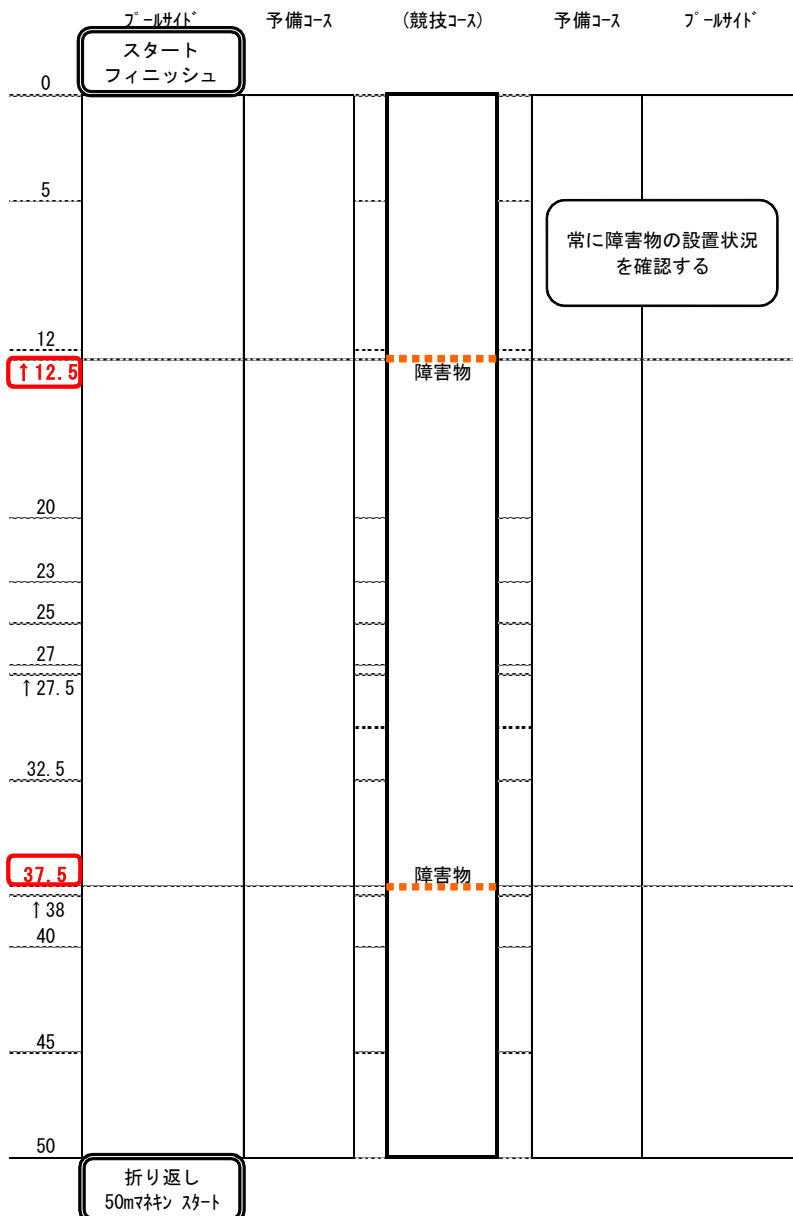 ﾌﾟｰﾙｻｲﾄﾞ 予備ｺｰｽ (競技ｺｰｽ) 予備ｺｰｽ ﾌﾟｰﾙｻｲﾄﾞ
スタート
フィニッシュ
0
5
常に障害物の設置状況
を確認する
12
↑12.5
障害物
20
23
25
27
↑27.5
32.5
37.5
障害物
↑38
40
45
50
折り返し
50mﾏﾈｷﾝ ｽﾀｰﾄ